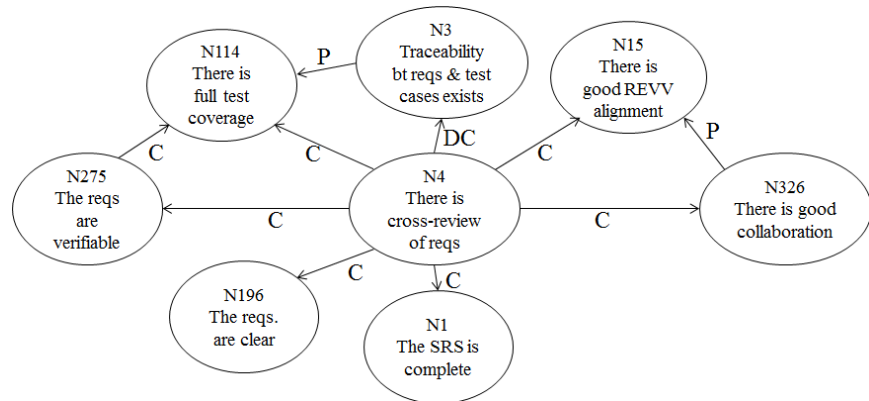 N114
There is
full test
coverage
P
N3
Traceability
bt reqs & test
cases exists
N15
There is
good REVV
alignment
C
C
DC
C
P
N275
The reqs
are
verifiable
C
N4
There is
cross-review
of reqs
C
N326
There is good
collaboration
C
C
N196
The reqs.
are clear
N1
The SRS is
complete